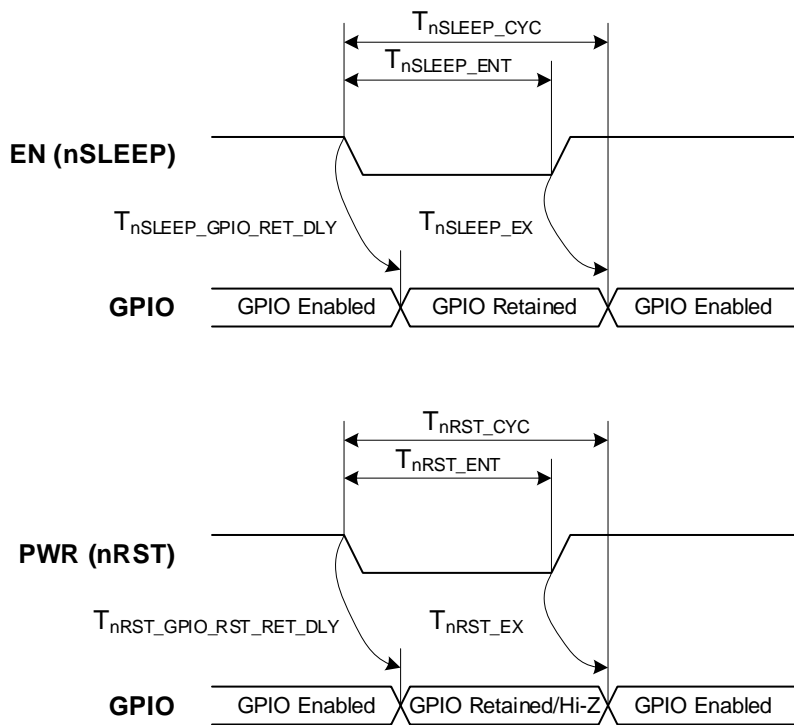 TnSLEEP_CYC
TnSLEEP_ENT
EN (nSLEEP)
TnSLEEP_GPIO_RET_DLY TnSLEEP_EX
GPIO GPIO Enabled GPIO Retained GPIO Enabled
TnRST_CYC
TnRST_ENT
PWR (nRST)
TnRST_GPIO_RST_RET_DLY TnRST_EX
GPIO GPIO Enabled GPIO Retained/Hi-Z GPIO Enabled